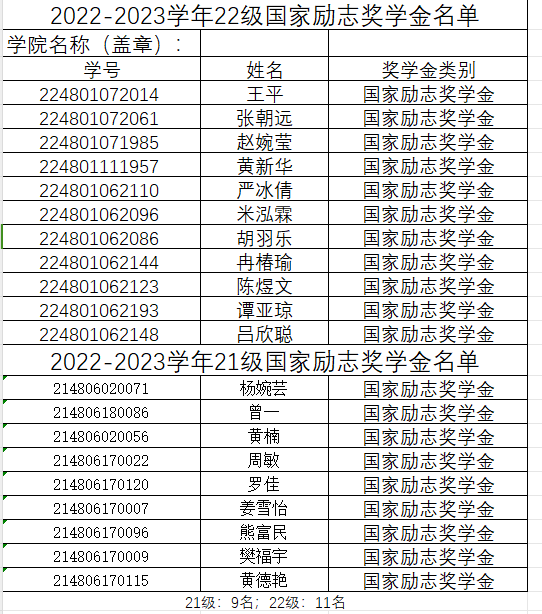 2022-2023学年22级国家励志奖学金名单
学院名称（盖章）:
学号 姓名 奖学金类别
224801072014 王平 国家励志奖学金
224801072061 张朝远 国家励志奖学金
224801071985 赵婉莹 国家励志奖学金
224801111957 黄新华 国家励志奖学金
224801062110 严冰倩 国家励志奖学金
224801062096 米泓霖 国家励志奖学金
224801062086 胡羽乐 国家励志奖学金
224801062144 冉椿瑜 国家励志奖学金
224801062123 陈煜文 国家励志奖学金
224801062193 谭亚琼 国家励志奖学金
224801062148 吕欣聪 国家励志奖学金
2022-2023学年21级国家励志奖学金名单
214806020071 杨婉芸 国家励志奖学金
214806180086 曾一 国家励志奖学金
214806020056 黄楠 国家励志奖学金
214806170022 周敏 国家励志奖学金
214806170120 罗佳 国家励志奖学金
214806170007 姜雪怡 国家励志奖学金
214806170096 熊富民 国家励志奖学金
214806170009 樊福宇 国家励志奖学金
214806170115 黄德艳 国家励志奖学金
21级：9名；22级：11名